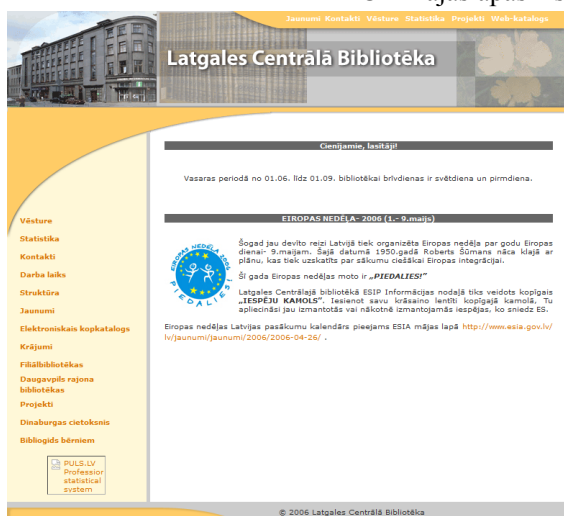 Jaunumi Kontakti Vēsture Statistika Projekti Web-katalogs
Latgales Centrālā Bibliotēka
Cienījamie, lasītāji!
Vasaras periodā no 01.06. līdz 01.09. bibliotēkai brīvdienas ir svētdiena un pirmdiena.
EIROPAS NEDĒĻA- 2006 (1.- 9.maijs)
EIROPAS NEDĒĻA 2006
PIEDALIES!
Šogad jau devīto reizi Latvijā tiek organizēta Eiropas nedēļa par godu Eiropas
dienai- 9.maijam. Šajā datumā 1950.gadā Roberts Šūmans nāca klajā ar
plānu, kas tiek uzskatīts par sākumu ciešākai Eiropas integrācijai.
Šī gada Eiropas nedēļas moto ir „PIEDALIES!"
Latgales Centrālajā bibliotēkā ESIP Informācijas nodaļā tiks veidots kopīgais
„IESPĒJU KAMOLS". Iesienot savu krāsaino lentīti kopīgajā kamolā, Tu
apliecināsi jau izmantotās vai nākotnē izmantojamās iespējas, ko sniedz ES.
Eiropas nedēļas Latvijas pasākumu kalendārs pieejams ESIA mājas lapā http://www.esia.gov.lv/
lv/jaunumi/jaunumi/2006/2006-04-26/ .
Vēsture
Statistika
Kontakti
Darba laiks
Struktūra
Jaunumi
Elektroniskais kopkatalogs
Krājumi
Filiālbibliotēkas
Daugavpils rajona
bibliotēkas
Projekti
Dinaburgas cietoksnis
Bibliogids bērniem
PULS.LV
Professior
statistical
system
© 2006 Latgales Centrālā Bibliotēka